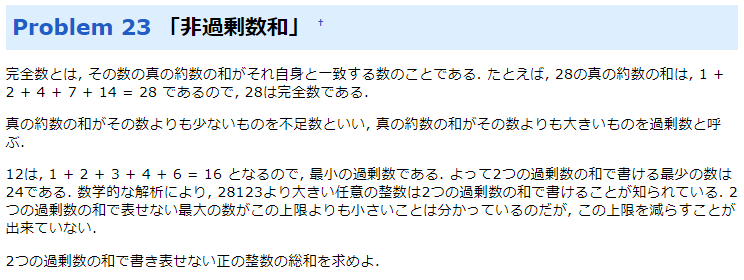 Problem 23 「非過剰数和」 †
完全数とは, その数の真の約数の和がそれ自身と一致する数のことである. たとえば, 28の真の約数の和は, 1 +
2 + 4 + 7 + 14 = 28 であるので, 28は完全数である.
真の約数の和がその数よりも少ないものを不足数といい, 真の約数の和がその数よりも大きいものを過剰数と呼
ぶ.
12は, 1 + 2 + 3 + 4 + 6 = 16 となるので, 最小の過剰数である. よって2つの過剰数の和で書ける最少の数は
24である. 数学的な解析により, 28123より大きい任意の整数は2つの過剰数の和で書けることが知られている. 2
つの過剰数の和で表せない最大の数がこの上限よりも小さいことは分かっているのだが, この上限を減らすことが
出来ていない.
2つの過剰数の和で書き表せない正の整数の総和を求めよ.